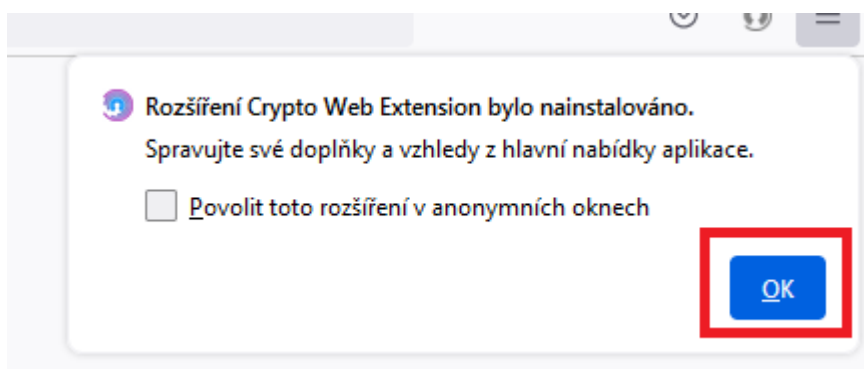 Rozšíření Crypto Web Extension bylo nainstalováno.
Spravujte své doplňky a vzhledy z hlavní nabídky aplikace.
Povolit toto rozšíření v anonymních oknech
OK